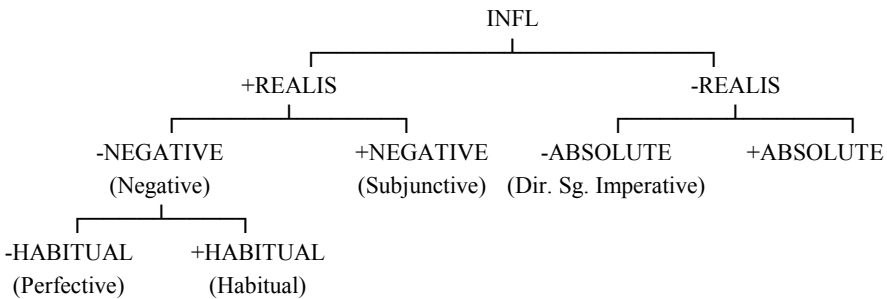 INFL
+REALIS -REALIS
-NEGATIVE +NEGATIVE -ABSOLUTE +ABSOLUTE
(Negative) (Subjunctive) (Dir. Sg. Imperative)
-HABITUAL +HABITUAL
(Perfective) (Habitual)